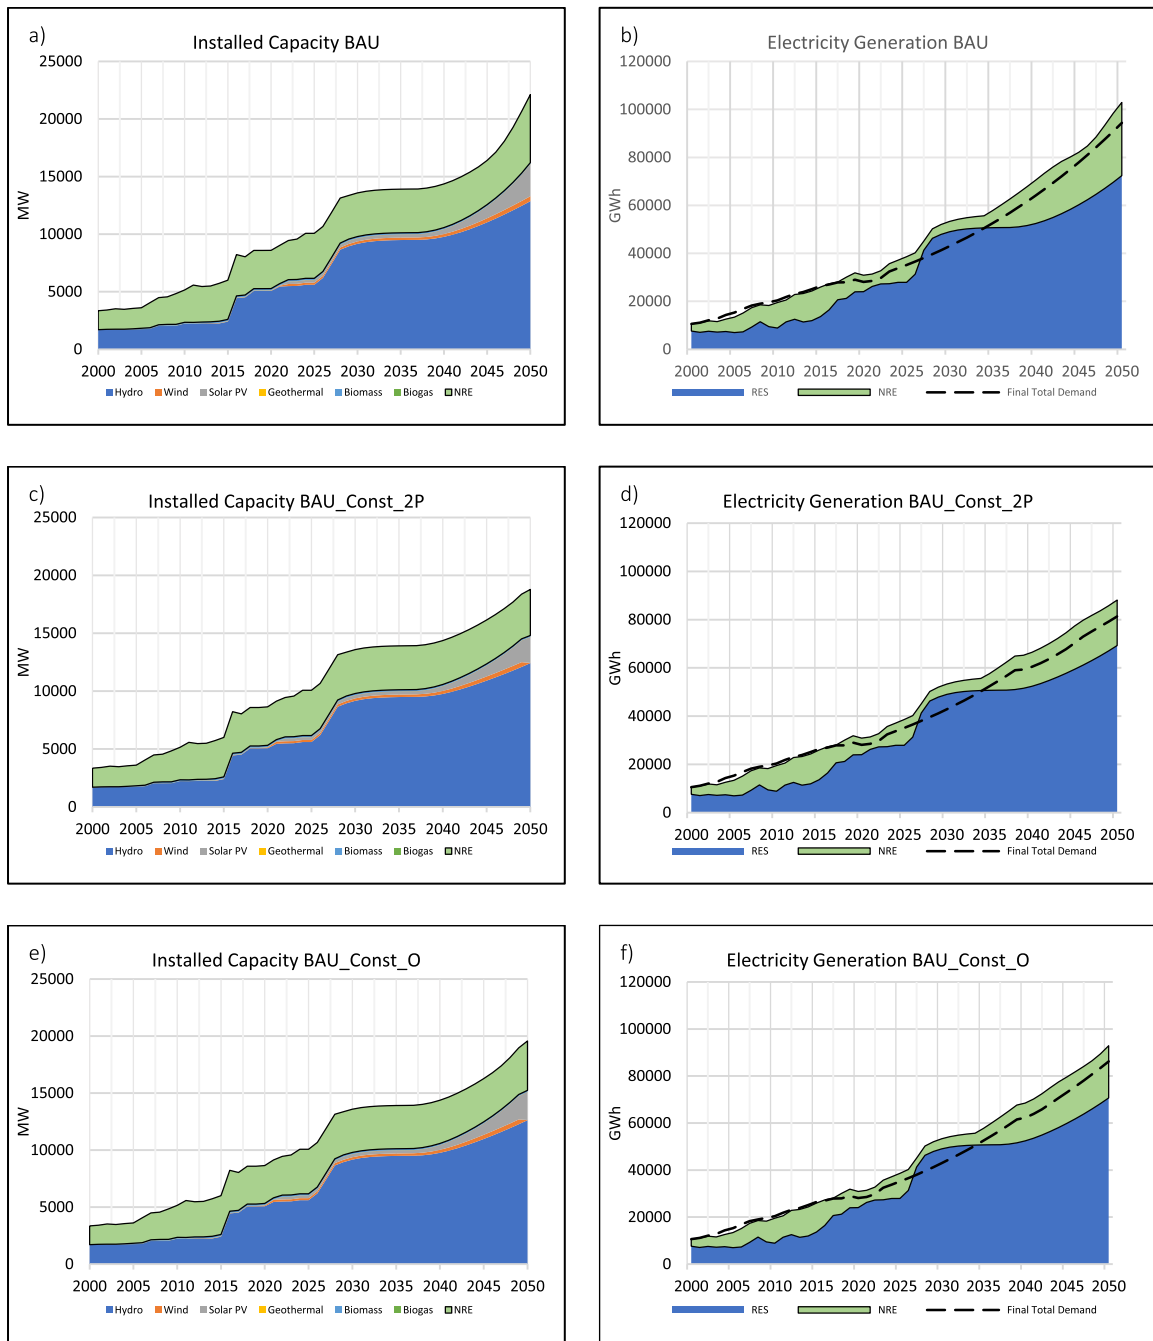 a)
Installed Capacity BAU
25000
20000
15000
10000
5000
0
MW
2000 2005 2010 2015 2020 2025 2030 2035 2040 2045 2050
Hydro Wind Solar PV Geothermal Biomass Biogas NRE
b)
Electricity Generation BAU
120000
100000
80000
60000
40000
20000
0
GWh
2000 2005 2010 2015 2020 2025 2030 2035 2040 2045 2050
RES NRE Final Total Demand
c)
Installed Capacity BAU_Const_2P
25000
20000
15000
10000
5000
0
MW
2000 2005 2010 2015 2020 2025 2030 2035 2040 2045 2050
Hydro Wind Solar PV Geothermal Biomass Biogas NRE
d)
Electricity Generation BAU_Const_2P
120000
100000
80000
60000
40000
20000
0
GWh
2000 2005 2010 2015 2020 2025 2030 2035 2040 2045 2050
RES NRE Final Total Demand
e)
Installed Capacity BAU_Const_O
25000
20000
15000
10000
5000
0
MW
2000 2005 2010 2015 2020 2025 2030 2035 2040 2045 2050
Hydro Wind Solar PV Geothermal Biomass Biogas NRE
f)
Electricity Generation BAU_Const_O
120000
100000
80000
60000
40000
20000
0
GWh
2000 2005 2010 2015 2020 2025 2030 2035 2040 2045 2050
RES NRE Final Total Demand